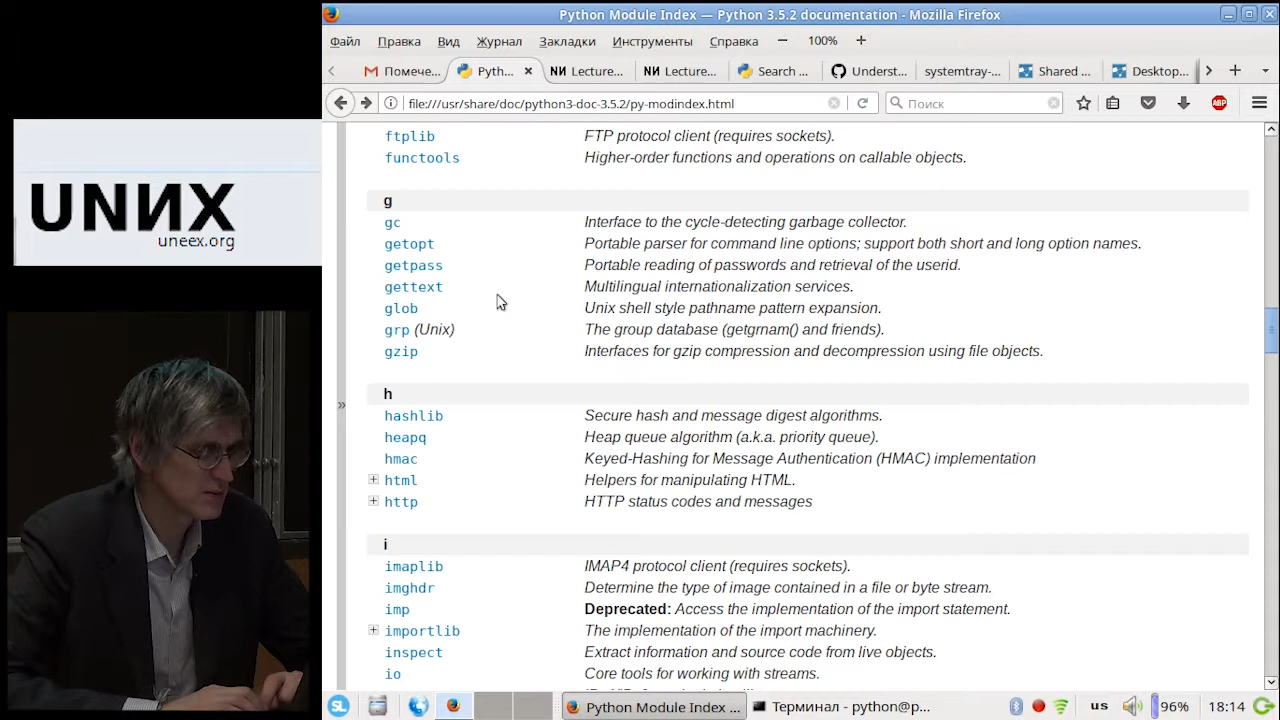 UNИX
uneex.org
Python Module Index — Python 3.5.2 documentation - Mozilla Firefox
Файл Правка Вид Журнал Закладки Инструменты Справка − 100% +
Помече... Pyth... Lecture... Lecture... Search ... Underst... systemtray-... Shared ... Desktop...
file:///usr/share/doc/python3-doc-3.5.2/py-modindex.html Поиск ABP
ftplib FTP protocol client (requires sockets).
functools Higher-order functions and operations on callable objects.
g
gc Interface to the cycle-detecting garbage collector.
getopt Portable parser for command line options; support both short and long option names.
getpass Portable reading of passwords and retrieval of the userid.
gettext Multilingual internationalization services.
glob Unix shell style pathname pattern expansion.
grp (Unix) The group database (getgrnam() and friends).
gzip Interfaces for gzip compression and decompression using file objects.
h
»
hashlib Secure hash and message digest algorithms.
heapq Heap queue algorithm (a.k.a. priority queue).
hmac Keyed-Hashing for Message Authentication (HMAC) implementation
html Helpers for manipulating HTML.
http HTTP status codes and messages
i
imaplib IMAP4 protocol client (requires sockets).
imghdr Determine the type of image contained in a file or byte stream.
imp Deprecated: Access the implementation of the import statement.
importlib The implementation of the import machinery.
inspect Extract information and source code from live objects.
io Core tools for working with streams.
SL Python Module Index ... Терминал - python@p... us 96% 18:14